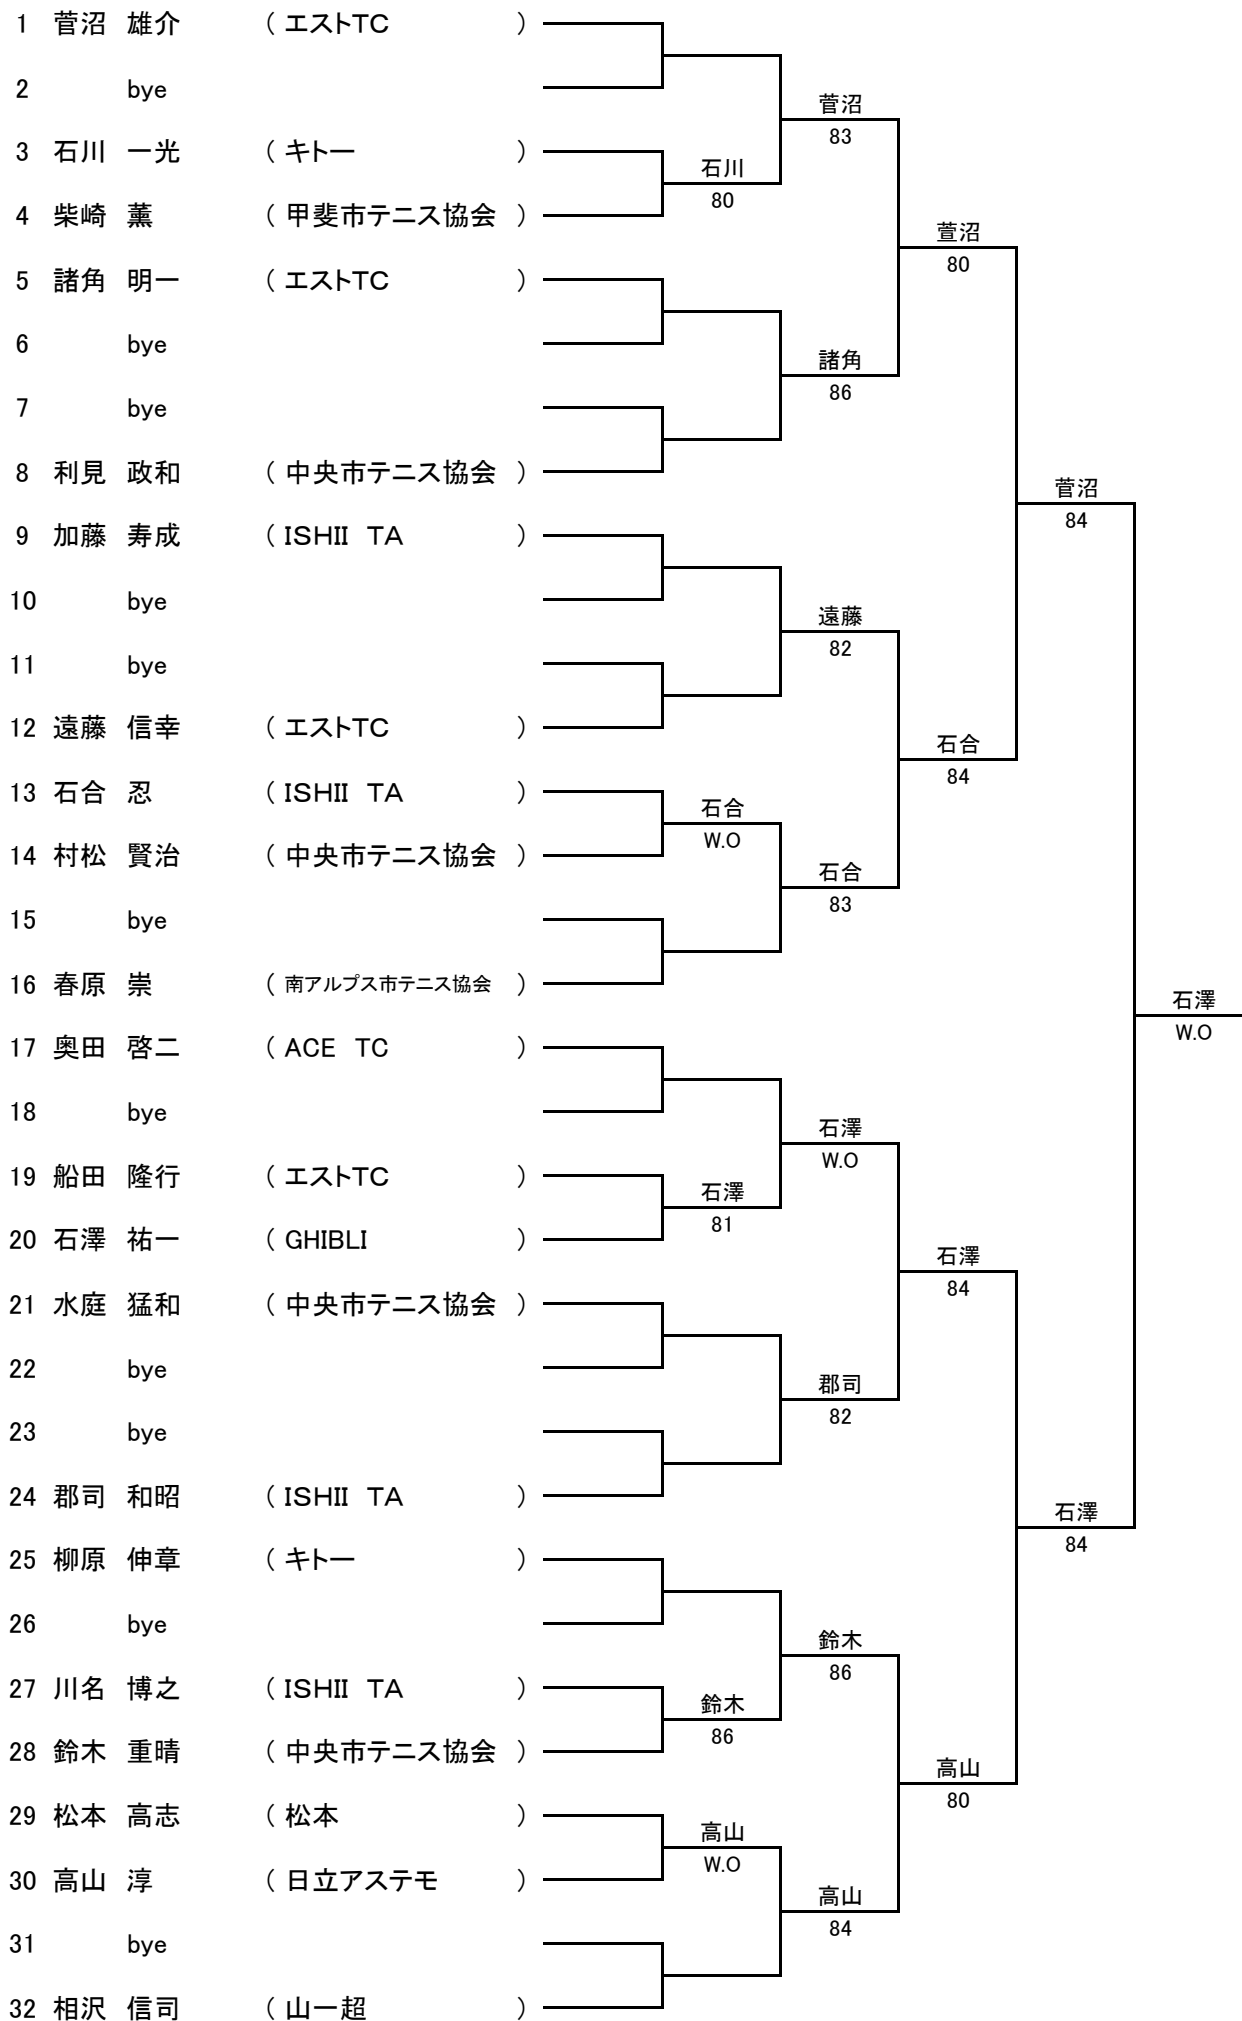 1 菅沼 雄介 ( エストTC )
2 bye
菅沼
83
3 石川 一光 ( キトー )
石川
80
4 柴崎 薫 ( 甲斐市テニス協会 )
萱沼
80
5 諸角 明一 ( エストTC )
6 bye
諸角
86
7 bye
8 利見 政和 ( 中央市テニス協会 )
菅沼
84
9 加藤 寿成 ( ISHII TA )
10 bye
遠藤
82
11 bye
12 遠藤 信幸 ( エストTC )
石合
84
13 石合 忍 ( ISHII TA )
石合
W.O
14 村松 賢治 ( 中央市テニス協会 )
石合
83
15 bye
16 春原 崇 ( 南アルプス市テニス協会 )
石澤
W.O
17 奥田 啓二 ( ACE TC )
18 bye
石澤
W.O
19 船田 隆行 ( エストTC )
石澤
81
20 石澤 祐一 ( GHIBLI )
石澤
84
21 水庭 猛和 ( 中央市テニス協会 )
22 bye
郡司
82
23 bye
24 郡司 和昭 ( ISHII TA )
石澤
84
25 柳原 伸章 ( キトー )
26 bye
鈴木
86
27 川名 博之 ( ISHII TA )
鈴木
86
28 鈴木 重晴 ( 中央市テニス協会 )
高山
80
29 松本 高志 ( 松本 )
高山
W.O
30 高山 淳 ( 日立アステモ )
高山
84
31 bye
32 相沢 信司 ( 山一超 )